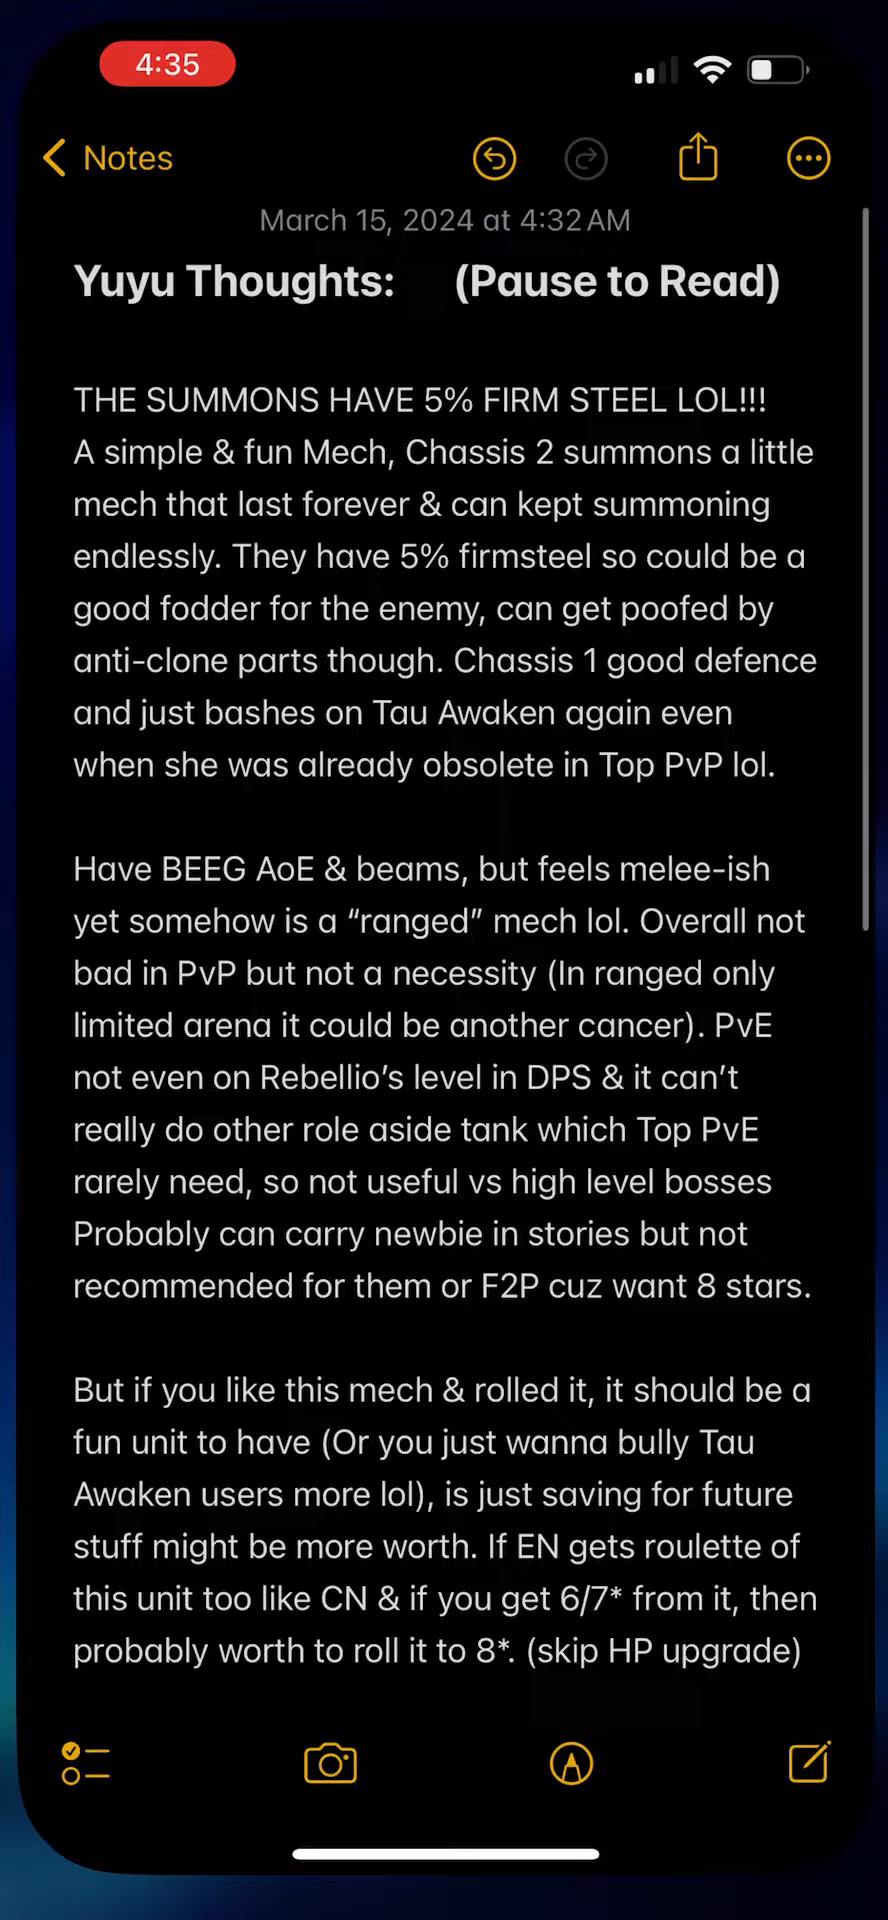 4:35
Notes
March 15, 2024 at 4:32 AM
Yuyu Thoughts: (Pause to Read)
THE SUMMONS HAVE 5% FIRM STEEL LOL!!!
A simple & fun Mech, Chassis 2 summons a little
mech that last forever & can kept summoning
endlessly. They have 5% firmsteel so could be a
good fodder for the enemy, can get poofed by
anti-clone parts though. Chassis 1 good defence
and just bashes on Tau Awaken again even
when she was already obsolete in Top PvP lol.
Have BEEG AoE & beams, but feels melee-ish
yet somehow is a “ranged” mech lol. Overall not
bad in PvP but not a necessity (In ranged only
limited arena it could be another cancer). PvE
not even on Rebellio’s level in DPS & it can’t
really do other role aside tank which Top PvE
rarely need, so not useful vs high level bosses
Probably can carry newbie in stories but not
recommended for them or F2P cuz want 8 stars.
But if you like this mech & rolled it, it should be a
fun unit to have (Or you just wanna bully Tau
Awaken users more lol), is just saving for future
stuff might be more worth. If EN gets roulette of
this unit too like CN & if you get 6/7* from it, then
probably worth to roll it to 8*. (skip HP upgrade)